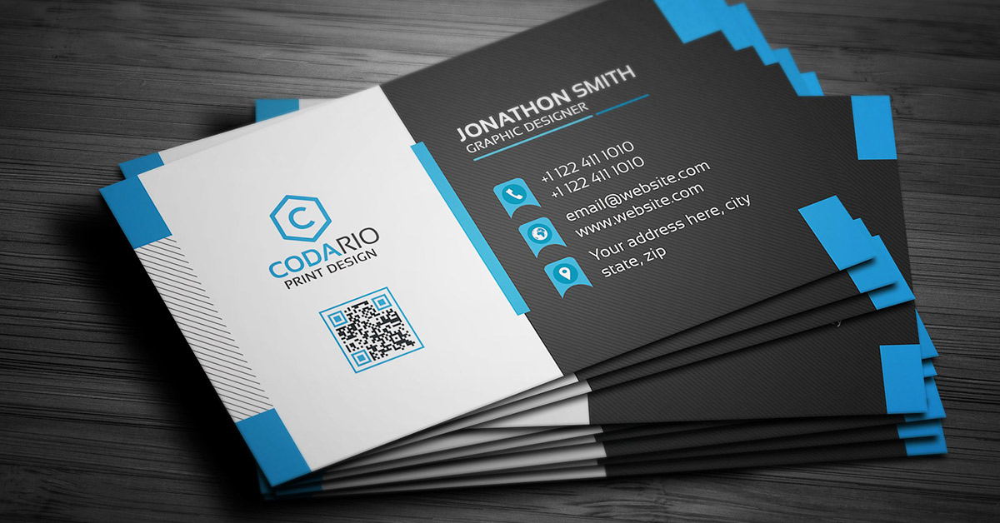 C
CODARIO
PRINT DESIGN
JONATHON SMITH
GRAPHIC DESIGNER
+1 122 411 1010
+1 122 411 1010
email@website.com
www.website.com
Your address here, city
state, zip